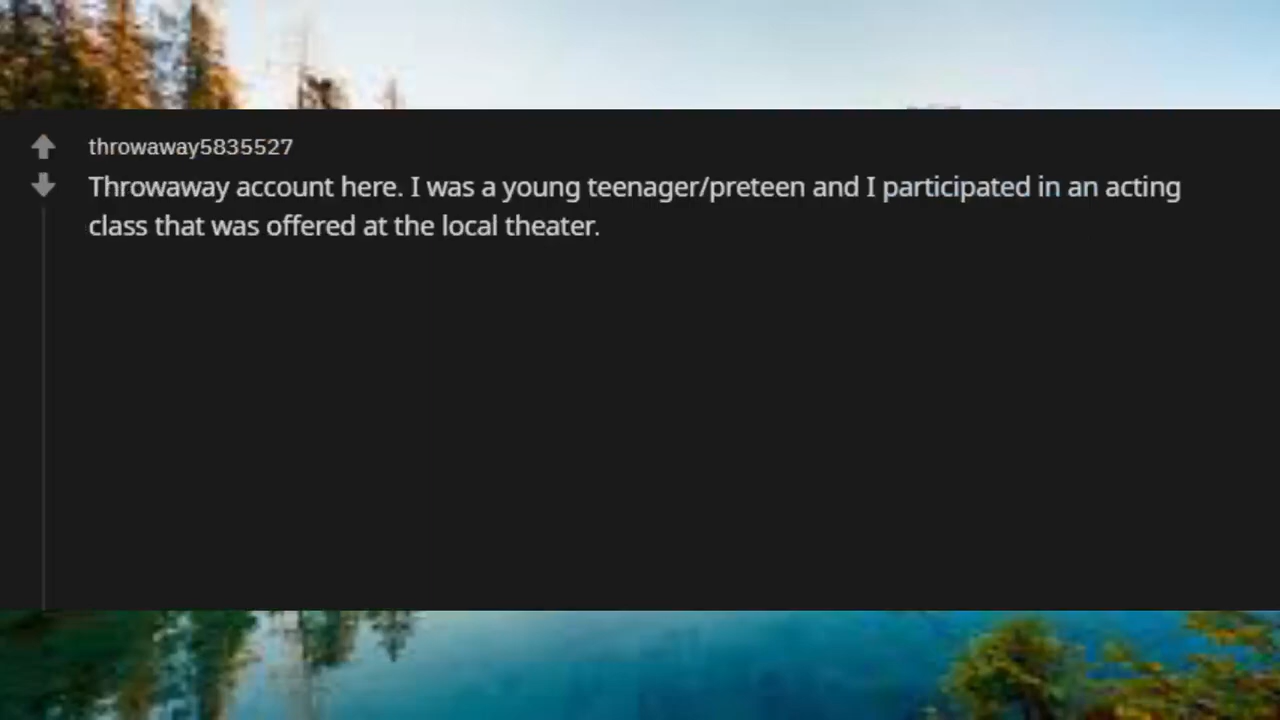 throwaway5835527
Throwaway account here. I was a young teenager/preteen and I participated in an acting
class that was offered at the local theater.